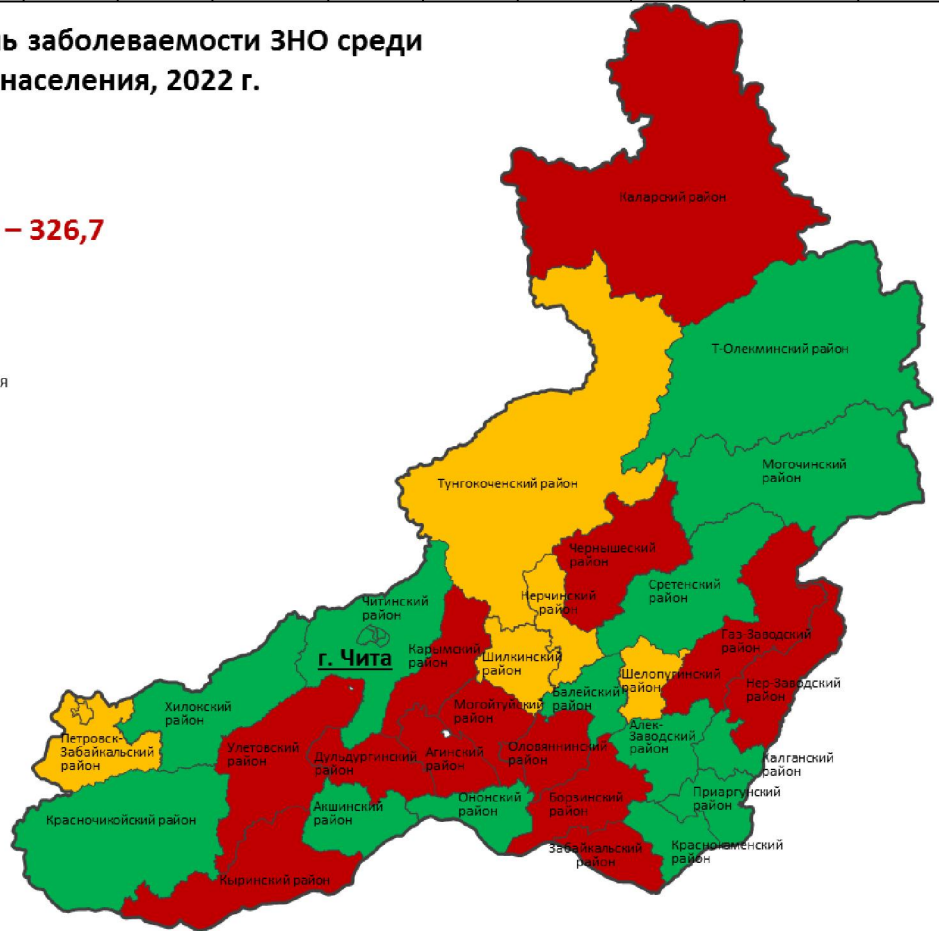 ь заболеваемости ЗНО среди
населения, 2022 г.
– 326,7
я
Каларский район
Т-Олекминский район
Могочинский
район
Тунгокоченский район
Чернышеский
район
Сретенский
район
Нерчинский
район
Читинский
район
г. Чита
Карымский
район
Шилкинский
район
Газ-Заводский
район
Шелопугинский
район
Нер-Заводский
район
Балейский
район
Могойтуйский
район
Хилокский
район
Петровск-
Забайкальский
район
Улетовский
район
Дульдургинский
район
Агинский
район
Оловяннинский
район
Алек-
Заводский
район
Калганский
район
Приаргунский
район
Акшинский
район
Ононский
район
Борзинский
район
Красночикойский район
Забайкальский
район
Краснокаменский
район
Кыринский район